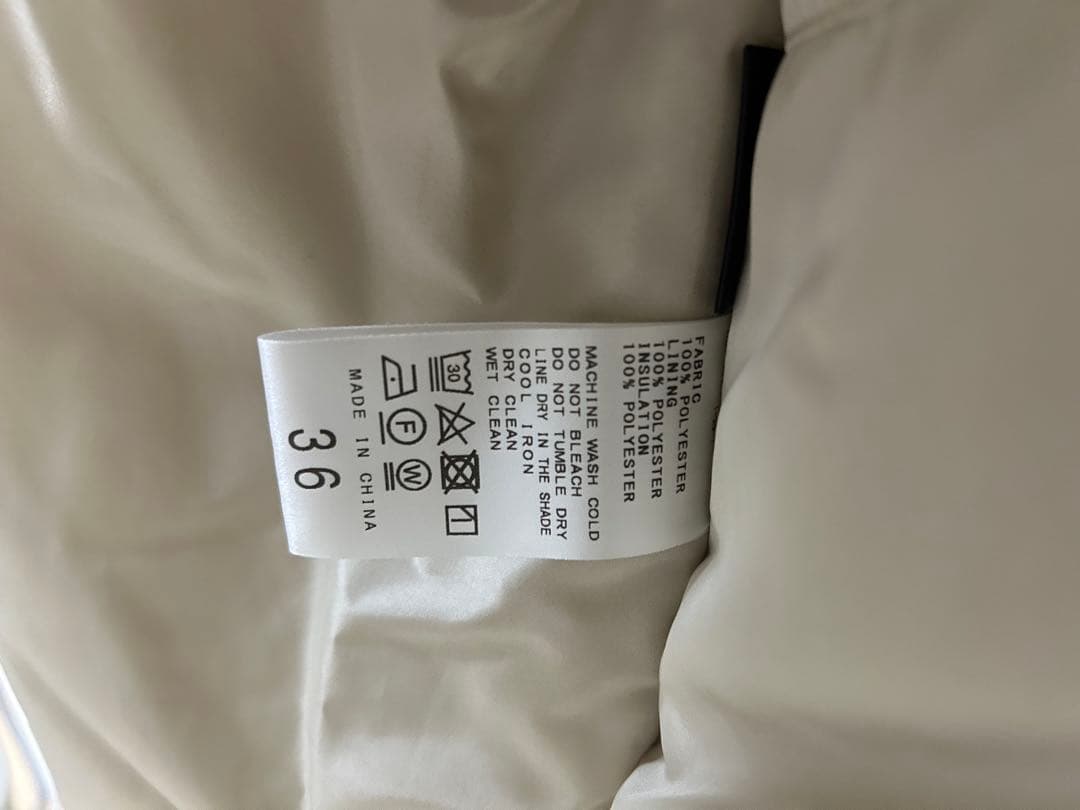 FABRIC
100% POLYESTER
LINING
100% POLYESTER
INSULATION
100% POLYESTER
MACHINE WASH COLD
DO NOT BLEACH
DO NOT TUMBLE DRY
LINE DRY IN THE SHADE
COOL IRON
DRY CLEAN
WET CLEAN
30
F W
MADE IN CHINA
36